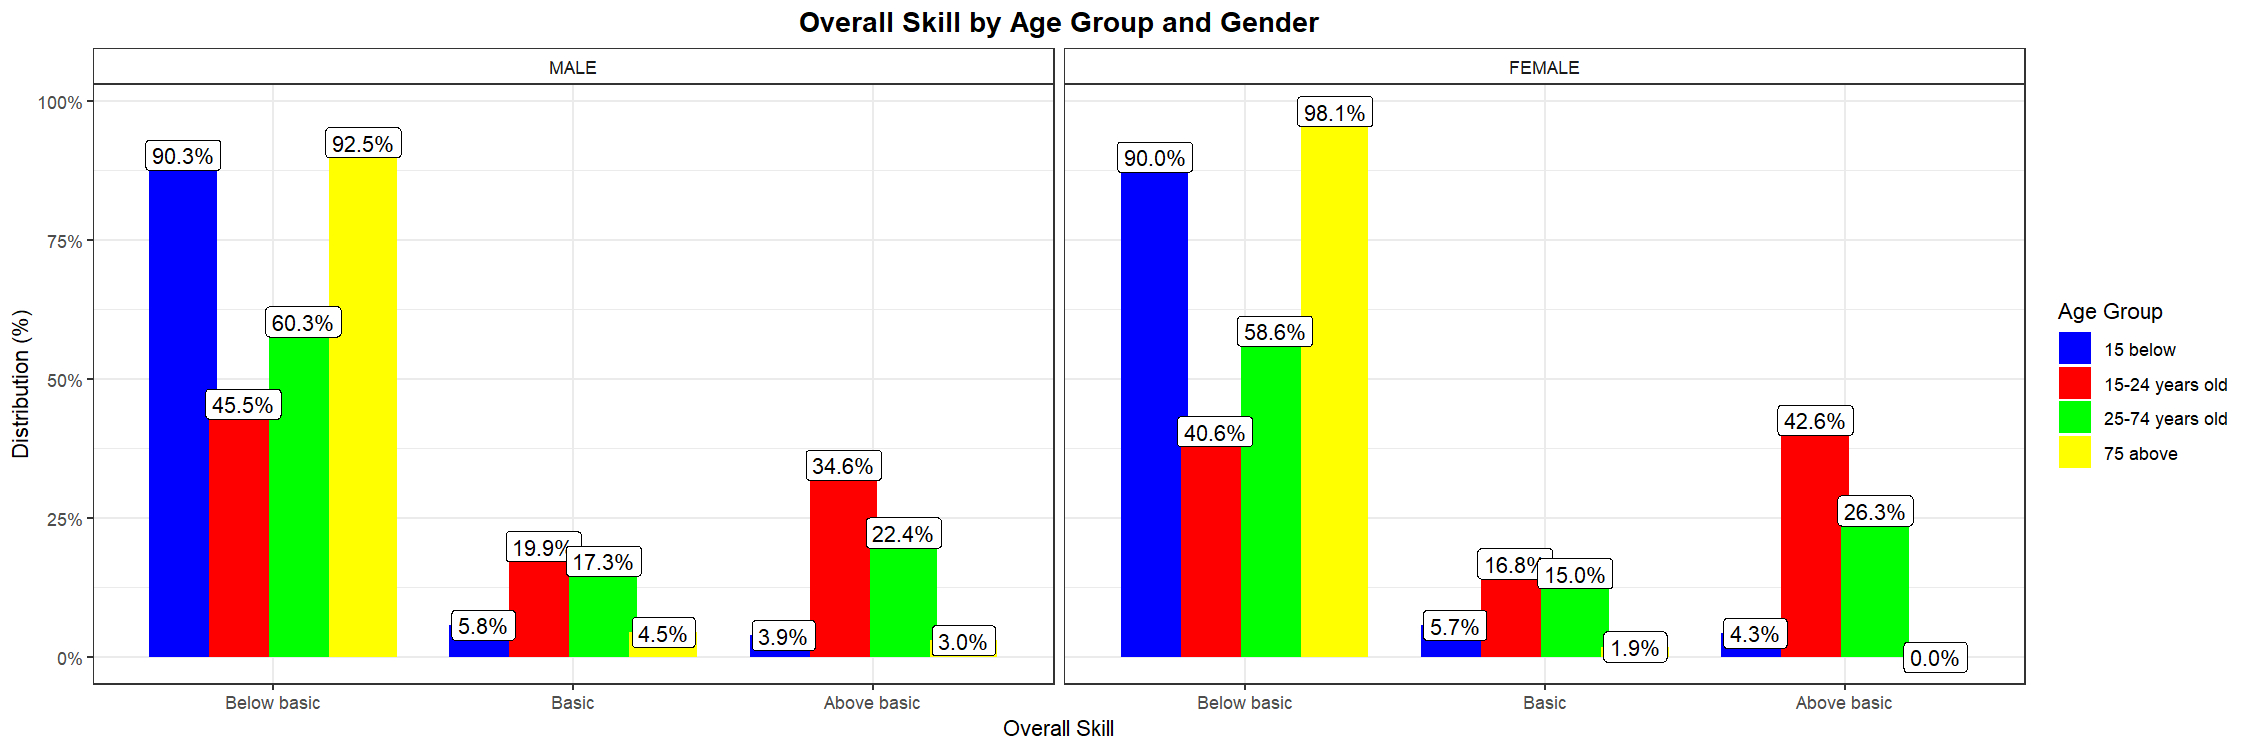 Overall Skill by Age Group and Gender
MALE
FEMALE
Distribution (%)
100%
75%
50%
25%
0%
90.3%
45.5%
60.3%
92.5%
5.8%
19.9%
17.3%
4.5%
3.9%
34.6%
22.4%
3.0%
90.0%
40.6%
58.6%
98.1%
5.7%
16.8%
15.0%
1.9%
4.3%
42.6%
26.3%
0.0%
Below basic
Basic
Above basic
Below basic
Basic
Above basic
Overall Skill
Age Group
15 below
15-24 years old
25-74 years old
75 above